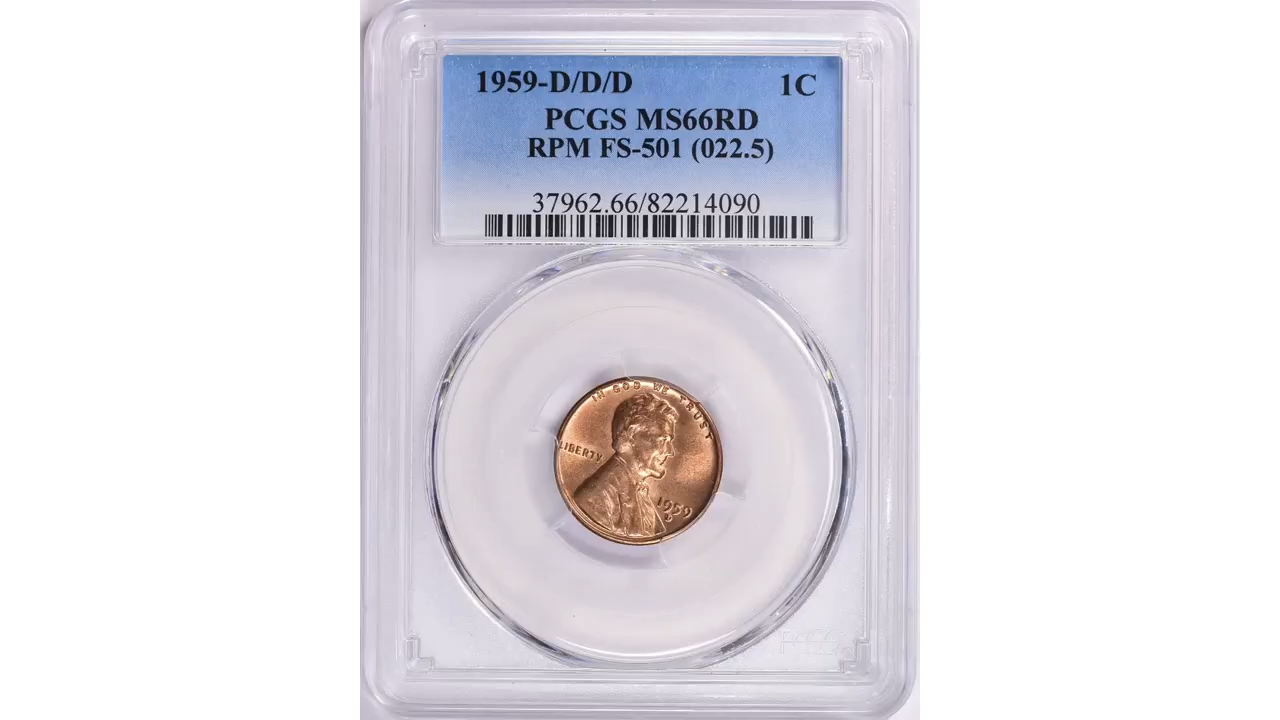 1959-D/D/D 1C
PCGS MS66RD
RPM FS-501 (022.5)
37962.66/82214090
IN GOD WE TRUST
LIBERTY
1959
D